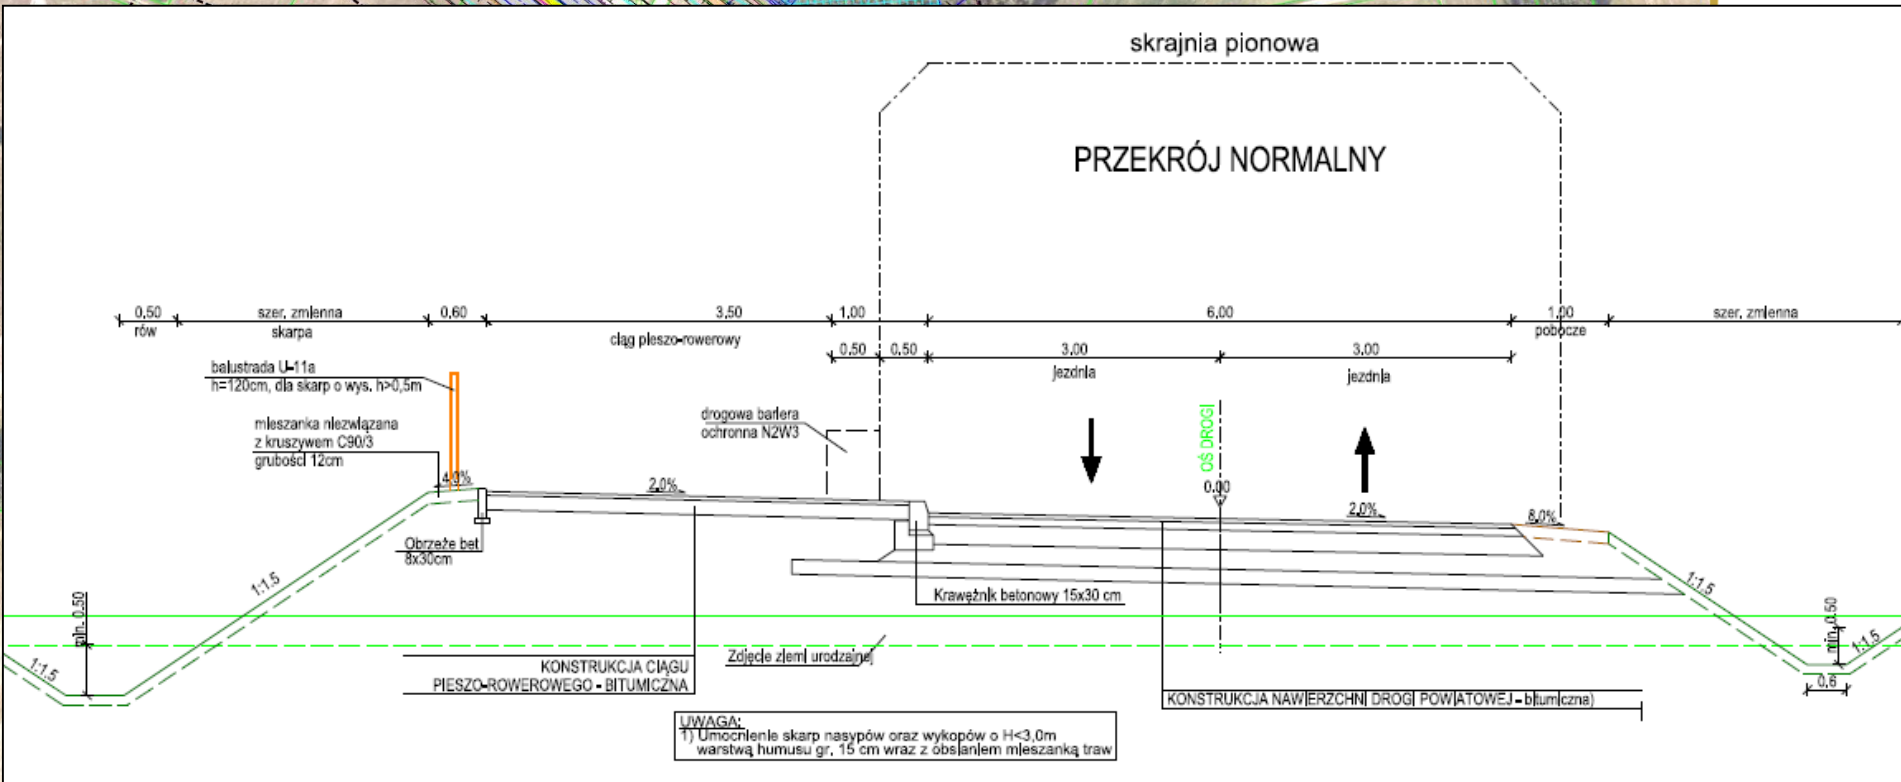 skrajnia pionowa
PRZEKRÓJ NORMALNY
0,50
szer. zmienna
0,60
3,50
1,00
6,00
1,00
szer. zmienna
rów
skarpa
ciąg pieszo-rowerowy
pobocze
0,50
0,50
3,00
3,00
jezdnia
jezdnia
balustrada U-11a
h=120cm, dla skarp o wys. h>0,5m
mieszanka niezwiązana
z kruszywem C90/3
grubości 12cm
drogowa bariera
ochronna N2W3
OŚ DROGI
4,0%
2,0%
0.00
2,0%
8,0%
Obrzeże bet
8x30cm
1:1.5
1:1.5
Krawężnik betonowy 15x30 cm
min. 0.50
min. 0.50
1:1.5
1:1.5
0,6
Zdjęcie ziemi urodzajnej
KONSTRUKCJA CIĄGU
PIESZO-ROWEROWEGO - BITUMICZNA
KONSTRUKCJA NAWIERZCHNI DROGI POWIATOWEJ - bitumiczna)
UWAGA:
1) Umocnienie skarp nasypów oraz wykopów o H<3,0m
warstwą humusu gr. 15 cm wraz z obsianiem mieszanką traw